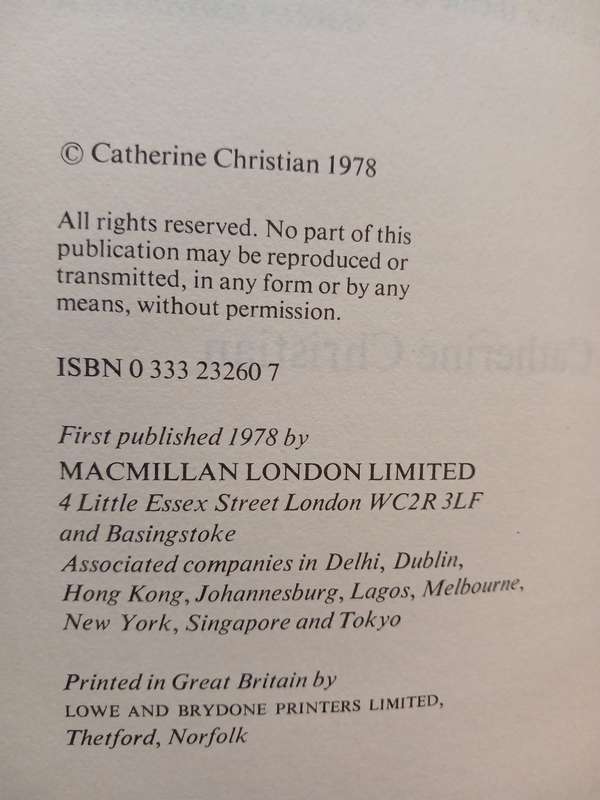 © Catherine Christian 1978
All rights reserved. No part of this
publication may be reproduced or
transmitted, in any form or by any
means, without permission.
ISBN 0 333 23260 7
First published 1978 by
MACMILLAN LONDON LIMITED
4 Little Essex Street London WC2R 3LF
and Basingstoke
Associated companies in Delhi, Dublin,
Hong Kong, Johannesburg, Lagos, Melbourne,
New York, Singapore and Tokyo
Printed in Great Britain by
LOWE AND BRYDONE PRINTERS LIMITED,
Thetford, Norfolk